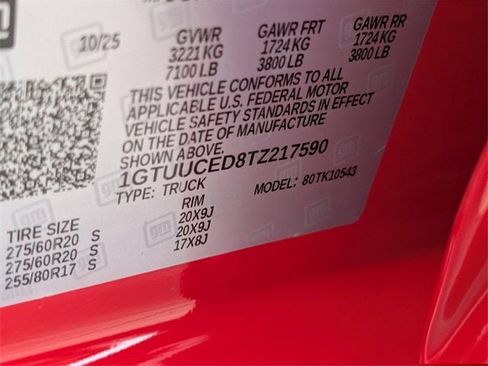 gm
10/25 GVWR GAWR FRT GAWR RR
3221 KG 1724 KG 1724 KG
7100 LB 3800 LB 3800 LB
THIS VEHICLE CONFORMS TO ALL
APPLICABLE U.S. FEDERAL MOTOR
VEHICLE SAFETY STANDARDS IN EFFECT
ON THE DATE OF MANUFACTURE
SHOWN ABOVE.
1GTUUCED8TZ217590
TYPE: TRUCK MODEL: 80TK10543
TIRE SIZE RIM
275/60R20 S 20X9J
275/60R20 S 20X9J
255/80R17 S 17X8J